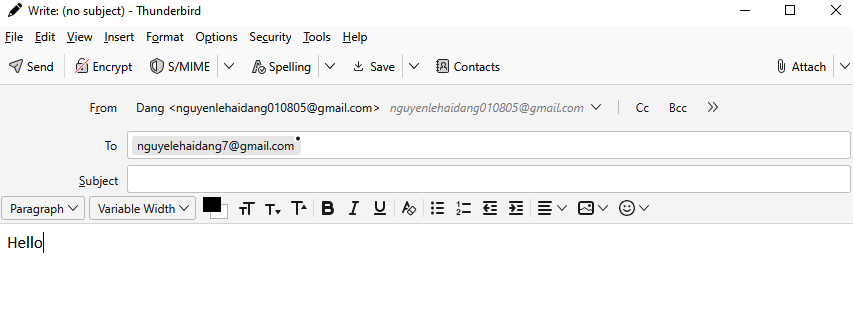 Write: (no subject) - Thunderbird
File Edit View Insert Format Options Security Tools Help
Send Encrypt S/MIME Spelling Save Contacts Attach
From Dang <nguyenlehaidang010805@gmail.com> nguyenlehaidang010805@gmail.com Cc Bcc
To nguyelehaidang7@gmail.com
Subject
Paragraph Variable Width B I U
Hello